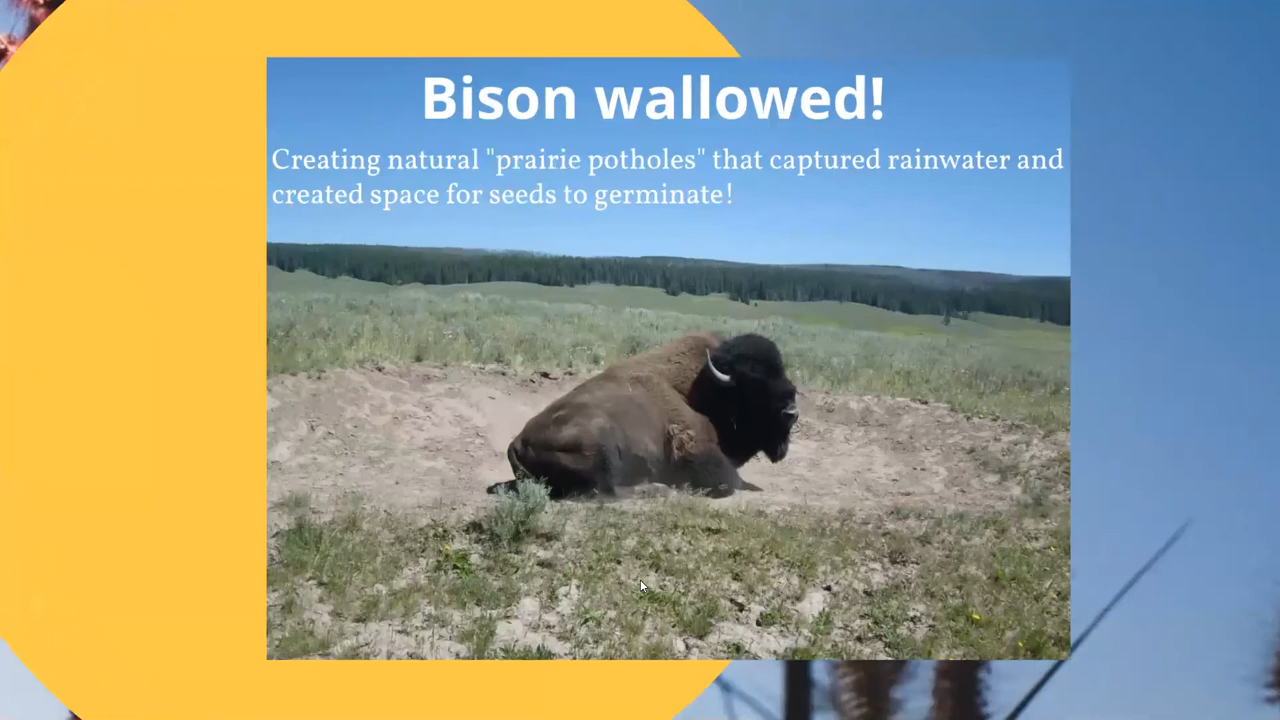 Bison wallowed!
Creating natural "prairie potholes" that captured rainwater and
created space for seeds to germinate!